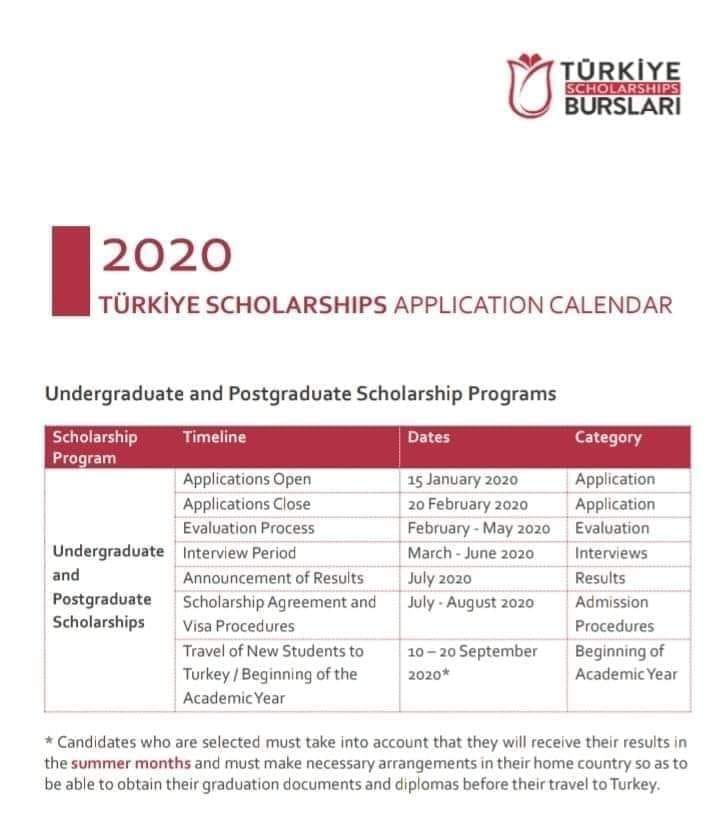 TÜRKİYE
SCHOLARSHIPS
BURSLARI
2020
TÜRKİYE SCHOLARSHIPS APPLICATION CALENDAR
Undergraduate and Postgraduate Scholarship Programs
Scholarship Program Timeline Dates Category
Undergraduate and Postgraduate Scholarships
Applications Open 15 January 2020 Application
Applications Close 20 February 2020 Application
Evaluation Process February - May 2020 Evaluation
Interview Period March - June 2020 Interviews
Announcement of Results July 2020 Results
Scholarship Agreement and Visa Procedures July - August 2020 Admission Procedures
Travel of New Students to Turkey / Beginning of the Academic Year 10 – 20 September 2020* Beginning of Academic Year
* Candidates who are selected must take into account that they will receive their results in
the summer months and must make necessary arrangements in their home country so as to
be able to obtain their graduation documents and diplomas before their travel to Turkey.